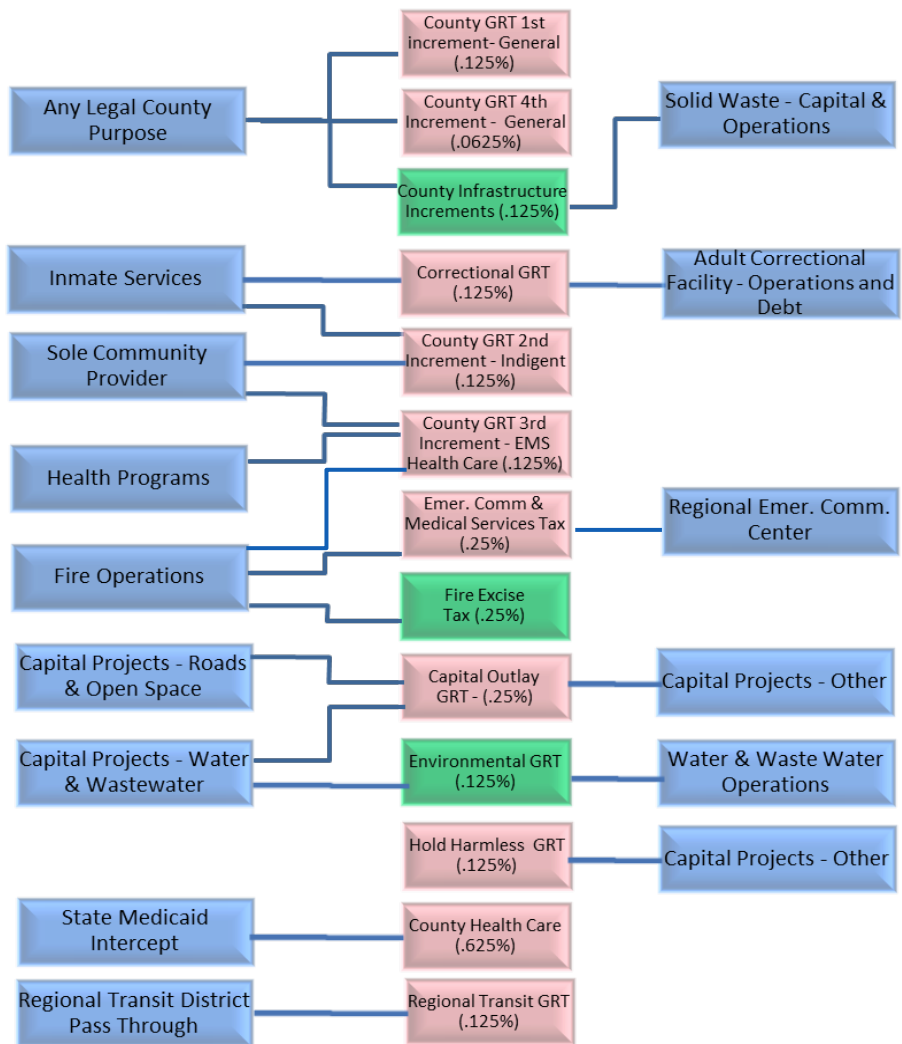 County GRT 1st
increment- General
(.125%)
Any Legal County
Purpose
County GRT 4th
Increment - General
(.0625%)
Solid Waste - Capital &
Operations
County Infrastructure
Increments (.125%)
Inmate Services
Correctional GRT
(.125%)
Adult Correctional
Facility - Operations and
Debt
Sole Community
Provider
County GRT 2nd
Increment - Indigent
(.125%)
Health Programs
County GRT 3rd
Increment - EMS
Health Care (.125%)
Emer. Comm &
Medical Services Tax
(.25%)
Regional Emer. Comm.
Center
Fire Operations
Fire Excise
Tax (.25%)
Capital Projects - Roads
& Open Space
Capital Outlay
GRT - (.25%)
Capital Projects - Other
Capital Projects - Water
& Wastewater
Environmental GRT
(.125%)
Water & Waste Water
Operations
Hold Harmless GRT
(.125%)
Capital Projects - Other
State Medicaid
Intercept
County Health Care
(.625%)
Regional Transit District
Pass Through
Regional Transit GRT
(.125%)